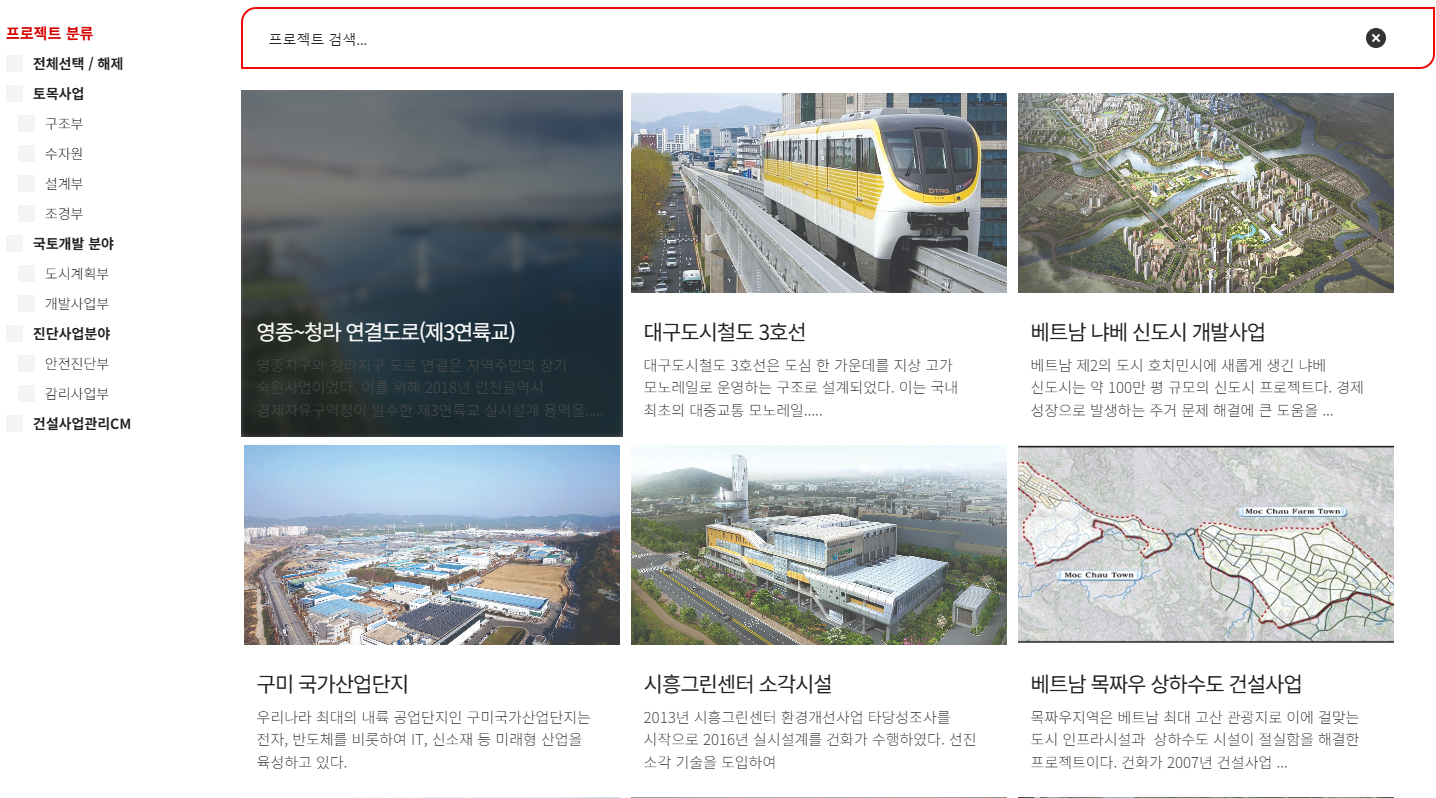 프로젝트 분류
전체선택 / 해제
토목사업
구조부
수자원
설계부
조경부
국토개발 분야
도시계획부
개발사업부
진단사업분야
안전진단부
감리사업부
건설사업관리CM
프로젝트 검색...
영종~청라 연결도로(제3연륙교)
영종지구와 청라지구 도로 연결은 지역주민의 장기
숙원사업이었다. 이를 위해 2018년 인천광역시
경제자유구역청이 발주한 제3연륙교 실시설계 용역을.....
DTRO
대구도시철도 3호선
대구도시철도 3호선은 도심 한 가운데를 지상 고가
모노레일로 운영하는 구조로 설계되었다. 이는 국내
최초의 대중교통 모노레일.....
베트남 냐베 신도시 개발사업
베트남 제2의 도시 호치민시에 새롭게 생긴 냐베
신도시는 약 100만 평 규모의 신도시 프로젝트다. 경제
성장으로 발생하는 주거 문제 해결에 큰 도움을 ...
구미 국가산업단지
우리나라 최대의 내륙 공업단지인 구미국가산업단지는
전자, 반도체를 비롯하여 IT, 신소재 등 미래형 산업을
육성하고 있다.
시흥그린센터 소각시설
2013년 시흥그린센터 환경개선사업 타당성조사를
시작으로 2016년 실시설계를 건화가 수행하였다. 선진
소각 기술을 도입하여
Moc Chau Farm Town
Moc Chau Town
베트남 목짜우 상하수도 건설사업
목짜우지역은 베트남 최대 고산 관광지로 이에 걸맞는
도시 인프라시설과  상하수도 시설이 절실함을 해결한
프로젝트이다. 건화가 2007년 건설사업 ...